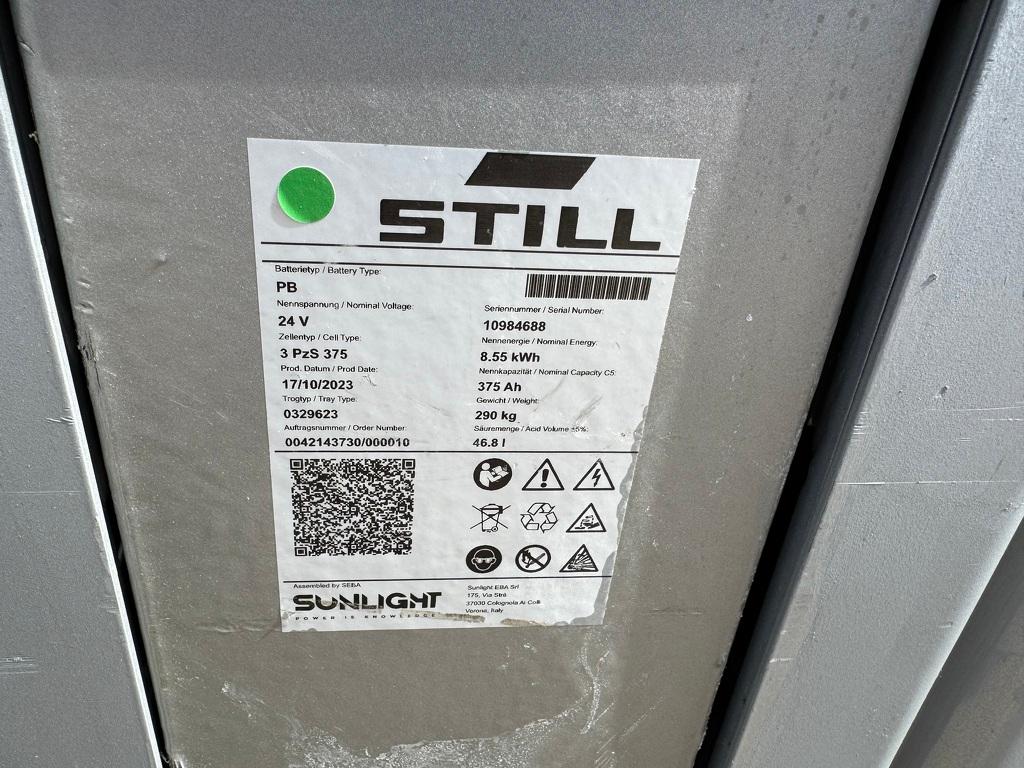 STILL
Batterietyp / Battery Type:
PB
Nennspannung / Nominal Voltage:
24 V
Zellentyp / Cell Type:
3 PzS 375
Prod. Datum / Prod Date:
17/10/2023
Trogtyp / Tray Type:
0329623
Auftragsnummer / Order Number:
0042143730/000010
Seriennummer / Serial Number:
10984688
Nennenergie / Nominal Energy:
8.55 kWh
Nennkapazität / Nominal Capacity C5:
375 Ah
Gewicht / Weight:
290 kg
Säuremenge / Acid Volume ±5%:
46.8 l
Assembled by SEBA
SUNLIGHT
POWER IS KNOWLEDGE
Sunlight EBA Srl
175, Via Strà
37030 Colognola Ai Colli
Verona, Italy